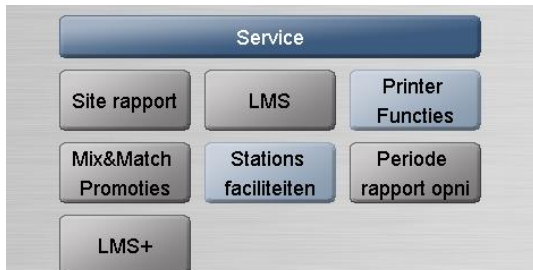 Service
Site rapport
LMS
Printer
Functies
Mix&Match
Promoties
Stations
faciliteiten
Periode
rapport opni
LMS+